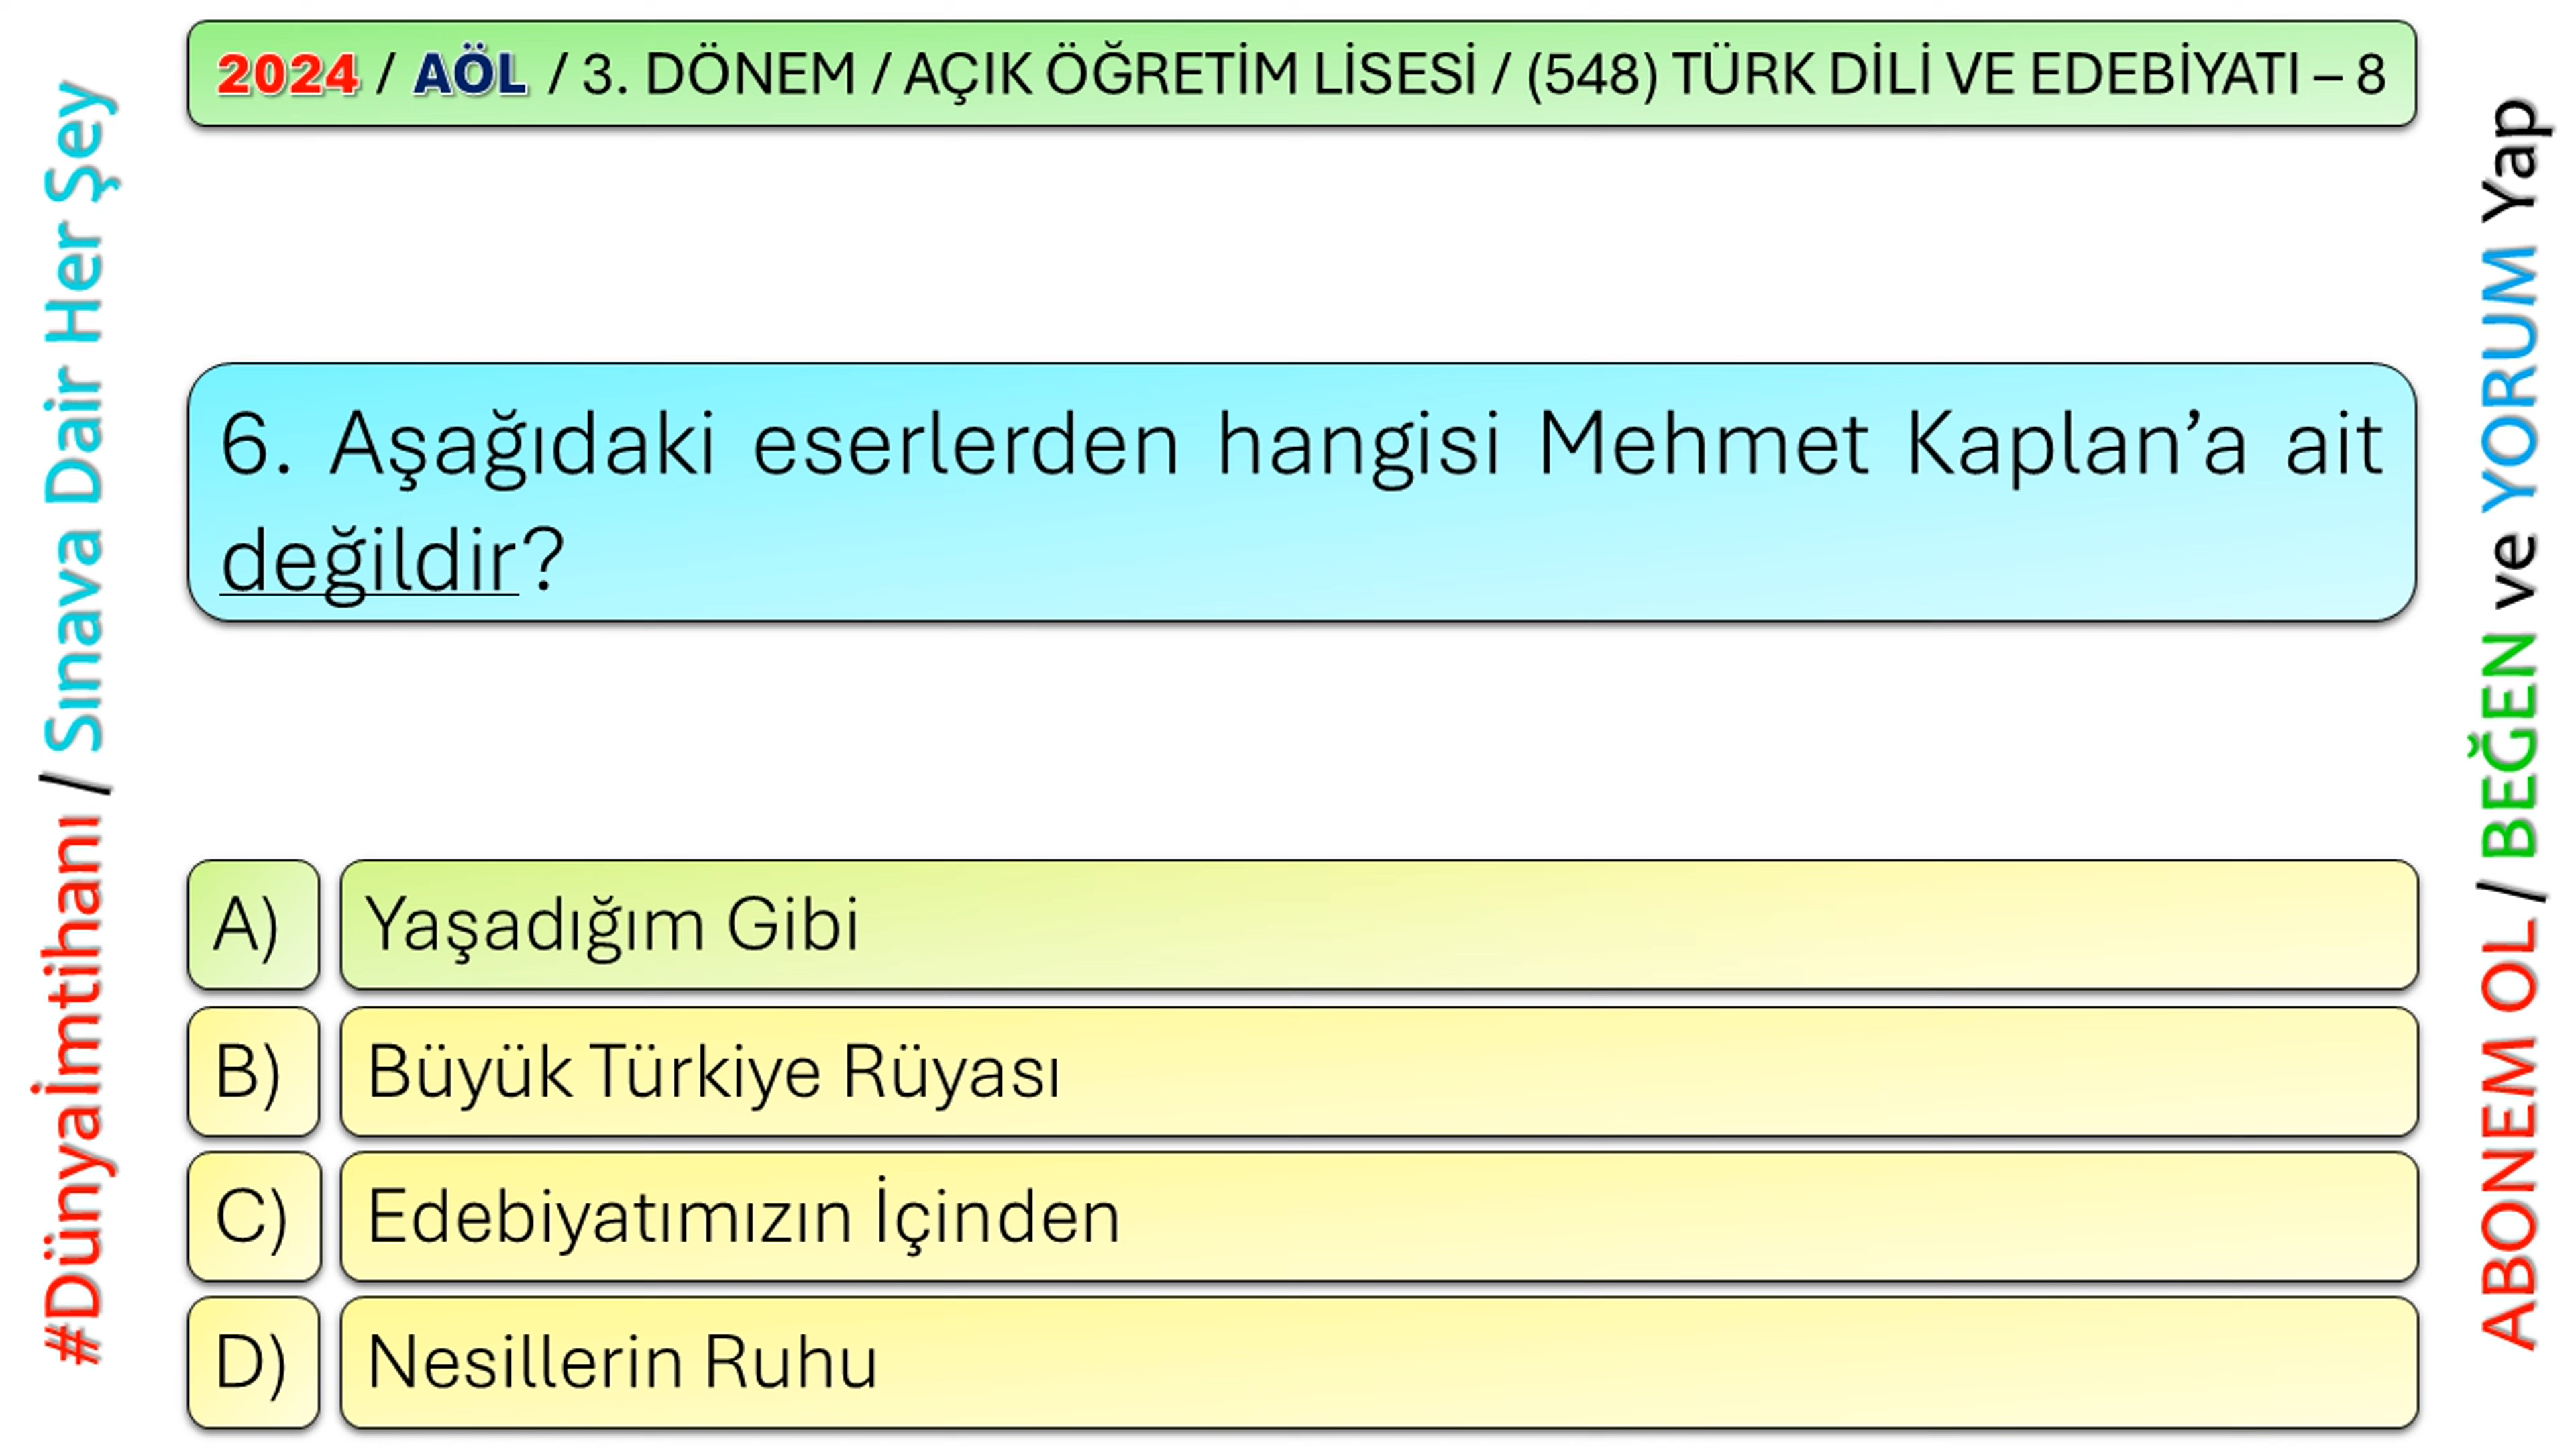 2024 / AÖL / 3. DÖNEM / AÇIK ÖĞRETİM LİSESİ / (548) TÜRK DİLİ VE EDEBİYATI – 8
#Dünyaİmtihanı / Sınava Dair Her Şey
6. Aşağıdaki eserlerden hangisi Mehmet Kaplan’a ait
değildir?
A) Yaşadığım Gibi
B) Büyük Türkiye Rüyası
C) Edebiyatımızın İçinden
D) Nesillerin Ruhu
ABONEM OL / BEĞEN ve YORUM Yap